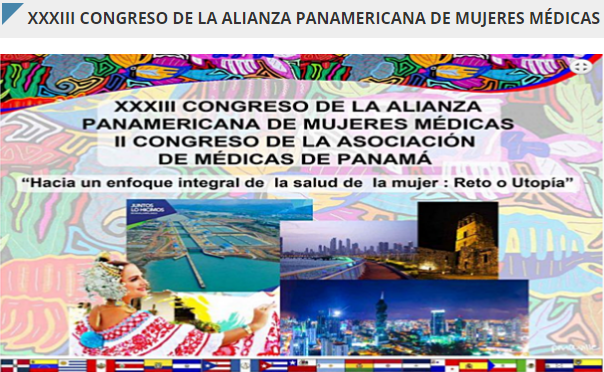 XXXIII CONGRESO DE LA ALIANZA PANAMERICANA DE MUJERES MÉDICAS
XXXIII CONGRESO DE LA ALIANZA
PANAMERICANA DE MUJERES MÉDICAS
II CONGRESO DE LA ASOCIACIÓN
DE MÉDICAS DE PANAMÁ
“Hacia un enfoque integral de la salud de la mujer : Reto o Utopía”
JUNTOS
LO HICIMOS